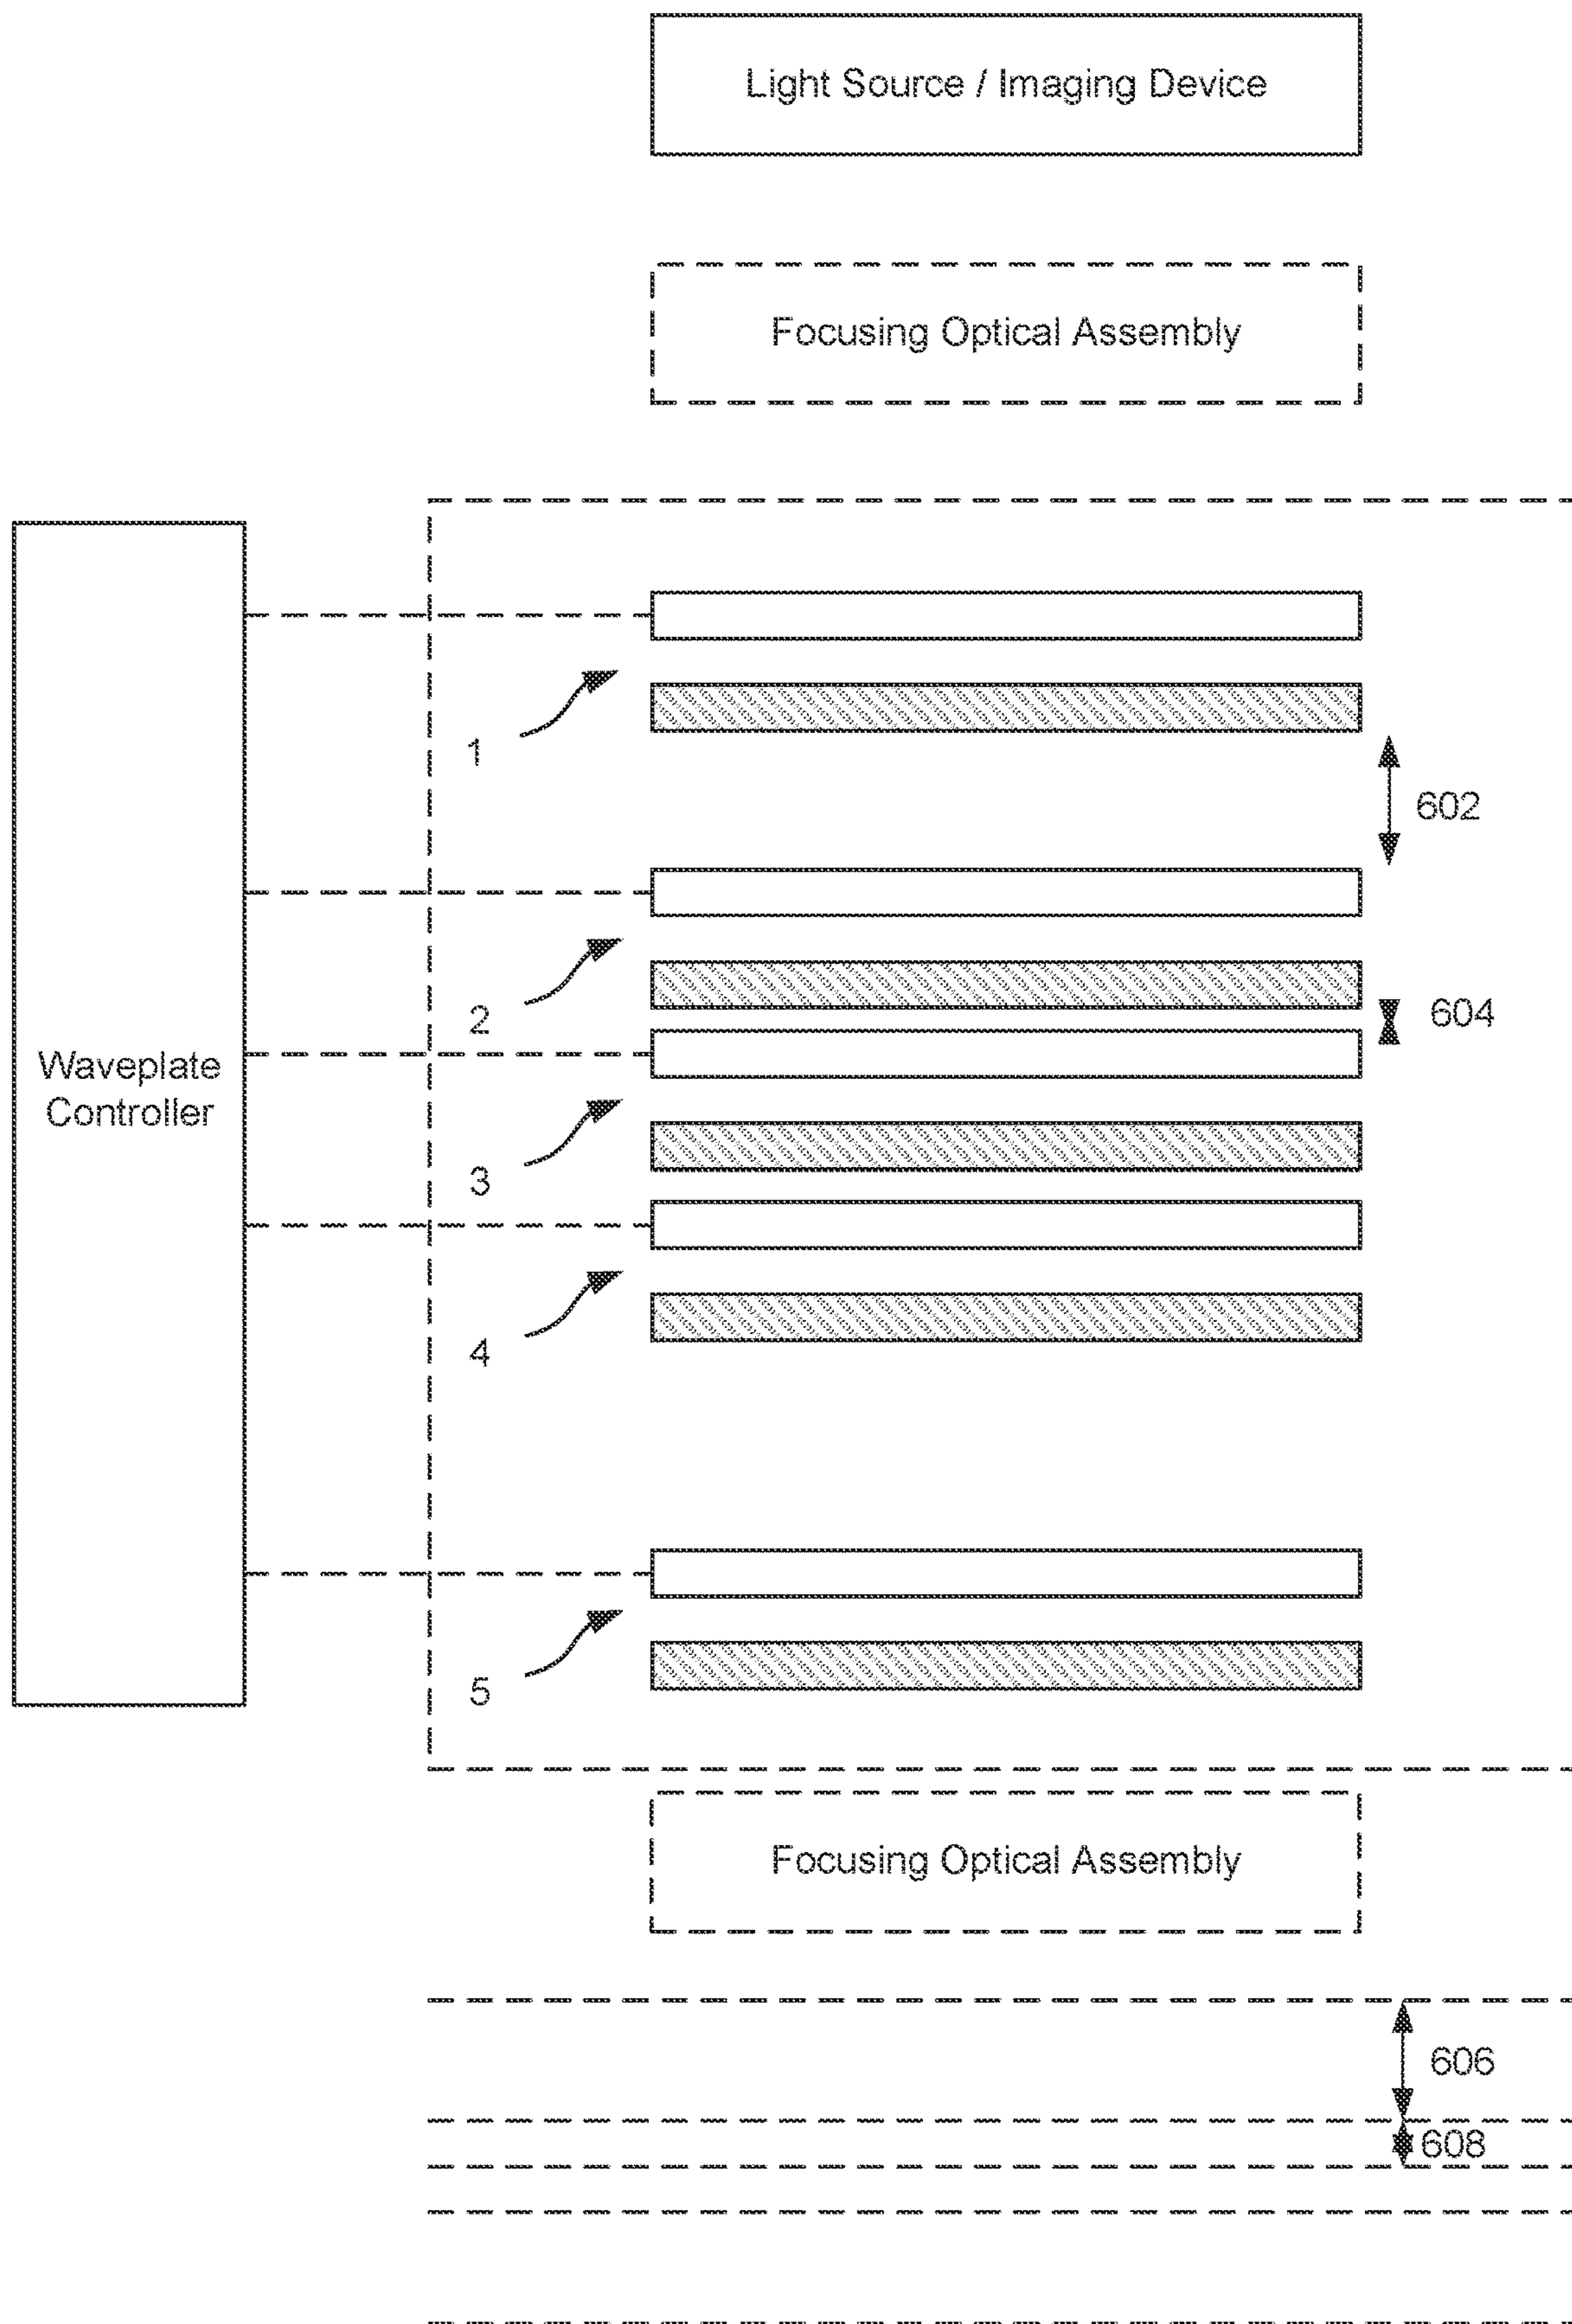 Light Source / Imaging Device
Focusing Optical Assembly
1
602
2
604
Waveplate
Controller
3
4
5
Focusing Optical Assembly
606
608